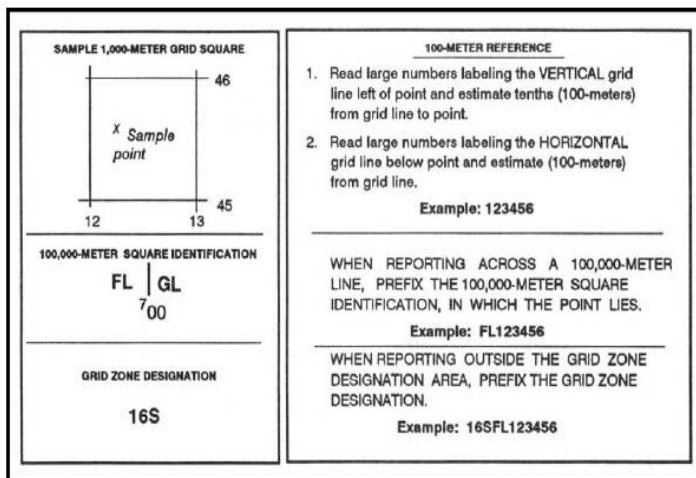 SAMPLE 1,000-METER GRID SQUARE
46
x Sample
point
45
12 13
100,000-METER SQUARE IDENTIFICATION
FL | GL
⁷00
GRID ZONE DESIGNATION
16S
100-METER REFERENCE
1. Read large numbers labeling the VERTICAL grid
line left of point and estimate tenths (100-meters)
from grid line to point.
2. Read large numbers labeling the HORIZONTAL
grid line below point and estimate (100-meters)
from grid line.
Example: 123456
WHEN REPORTING ACROSS A 100,000-METER
LINE, PREFIX THE 100,000-METER SQUARE
IDENTIFICATION, IN WHICH THE POINT LIES.
Example: FL123456
WHEN REPORTING OUTSIDE THE GRID ZONE
DESIGNATION AREA, PREFIX THE GRID ZONE
DESIGNATION.
Example: 16SFL123456